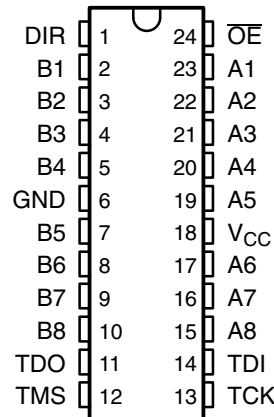 DIR 1 24 O̅E̅
B1 2 23 A1
B2 3 22 A2
B3 4 21 A3
B4 5 20 A4
GND 6 19 A5
B5 7 18 VCC
B6 8 17 A6
B7 9 16 A7
B8 10 15 A8
TDO 11 14 TDI
TMS 12 13 TCK